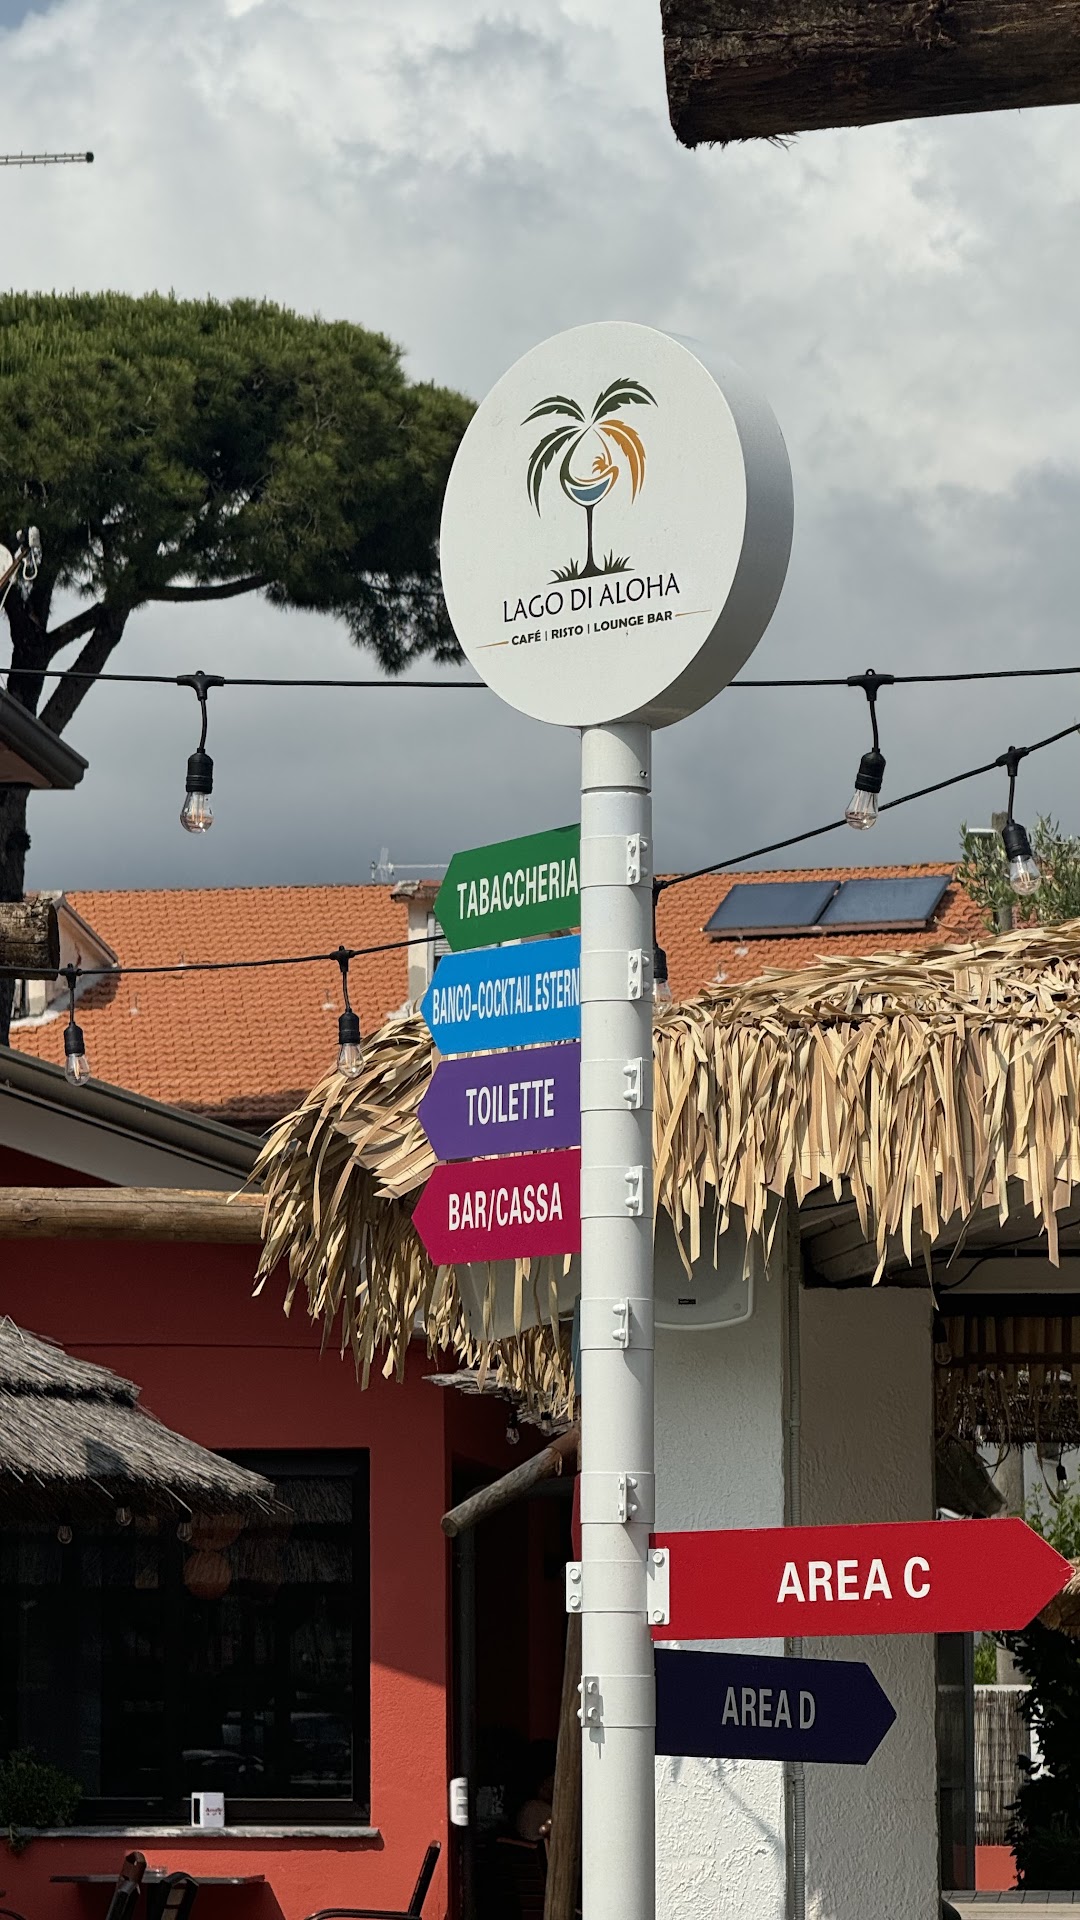 LAGO DI ALOHA
CAFÉ | RISTO | LOUNGE BAR
TABACCHERIA
BANCO-COCKTAIL ESTERN
TOILETTE
BAR/CASSA
AREA C
AREA D